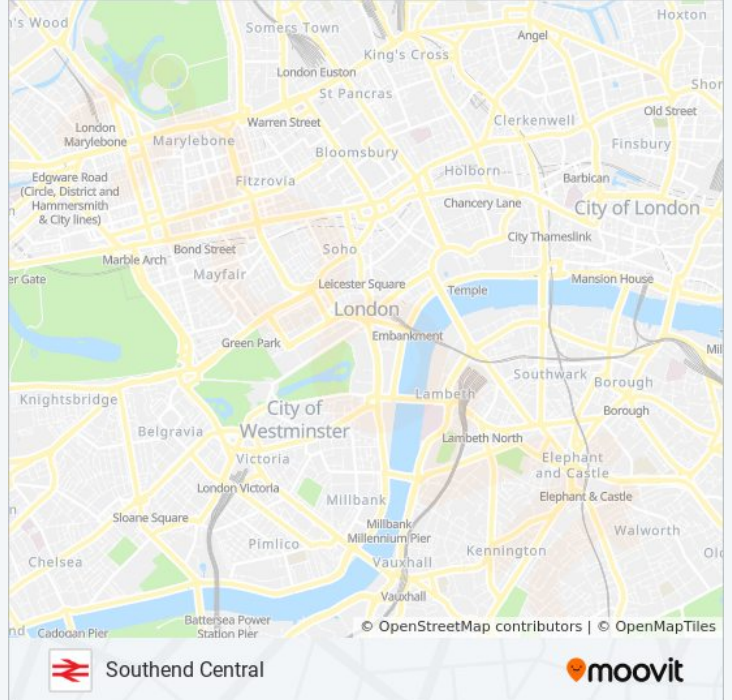 's Wood
Somers Town
Hoxton
Angel
King's Cross
London Euston
St Pancras
Shor
Old Street
London
Marylebone
Marylebone
Warren Street
Clerkenwell
Finsbury
Bloomsbury
Holborn
Barbican
Edgware Road
(Circle, District and
Hammersmith
& City lines)
Fitzrovia
Chancery Lane
City of London
n
City Thameslink
Bond Street
Soho
Marble Arch
er Gate
Mayfair
Leicester Square
Temple
Mansion House
London
Embankment
Green Park
Mil
Southwark
Borough
Knightsbridge
Lambeth
Borough
City of
Westminster
Belgravia
Lambeth North
Victoria
Elephant
and Castle
London Victoria
Elephant & Castle
Millbank
n
Sloane Square
Millbank
Millennium Pier
Walworth
Pimlico
Kennington
Old
Chelsea
Vauxhall
Vauxhall
Battersea Power
Station Pier
nd
Cadogan Pier
© OpenStreetMap contributors | © OpenMapTiles
Southend Central
moovit